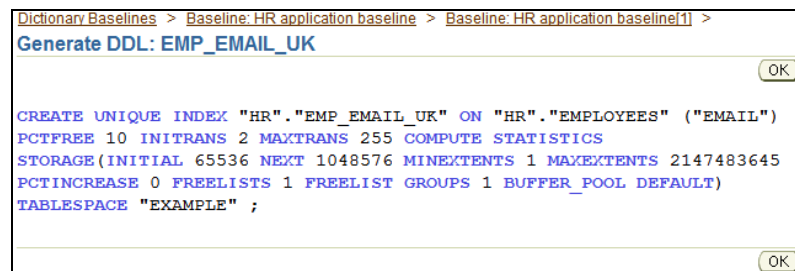 Dictionary Baselines > Baseline: HR application baseline > Baseline: HR application baseline[1] >
Generate DDL: EMP_EMAIL_UK
OK
CREATE UNIQUE INDEX "HR"."EMP_EMAIL_UK" ON "HR"."EMPLOYEES" ("EMAIL")
PCTFREE 10 INITRANS 2 MAXTRANS 255 COMPUTE STATISTICS
STORAGE(INITIAL 65536 NEXT 1048576 MINEXTENTS 1 MAXEXTENTS 2147483645
PCTINCREASE 0 FREELISTS 1 FREELIST GROUPS 1 BUFFER_POOL DEFAULT)
TABLESPACE "EXAMPLE" ;
OK